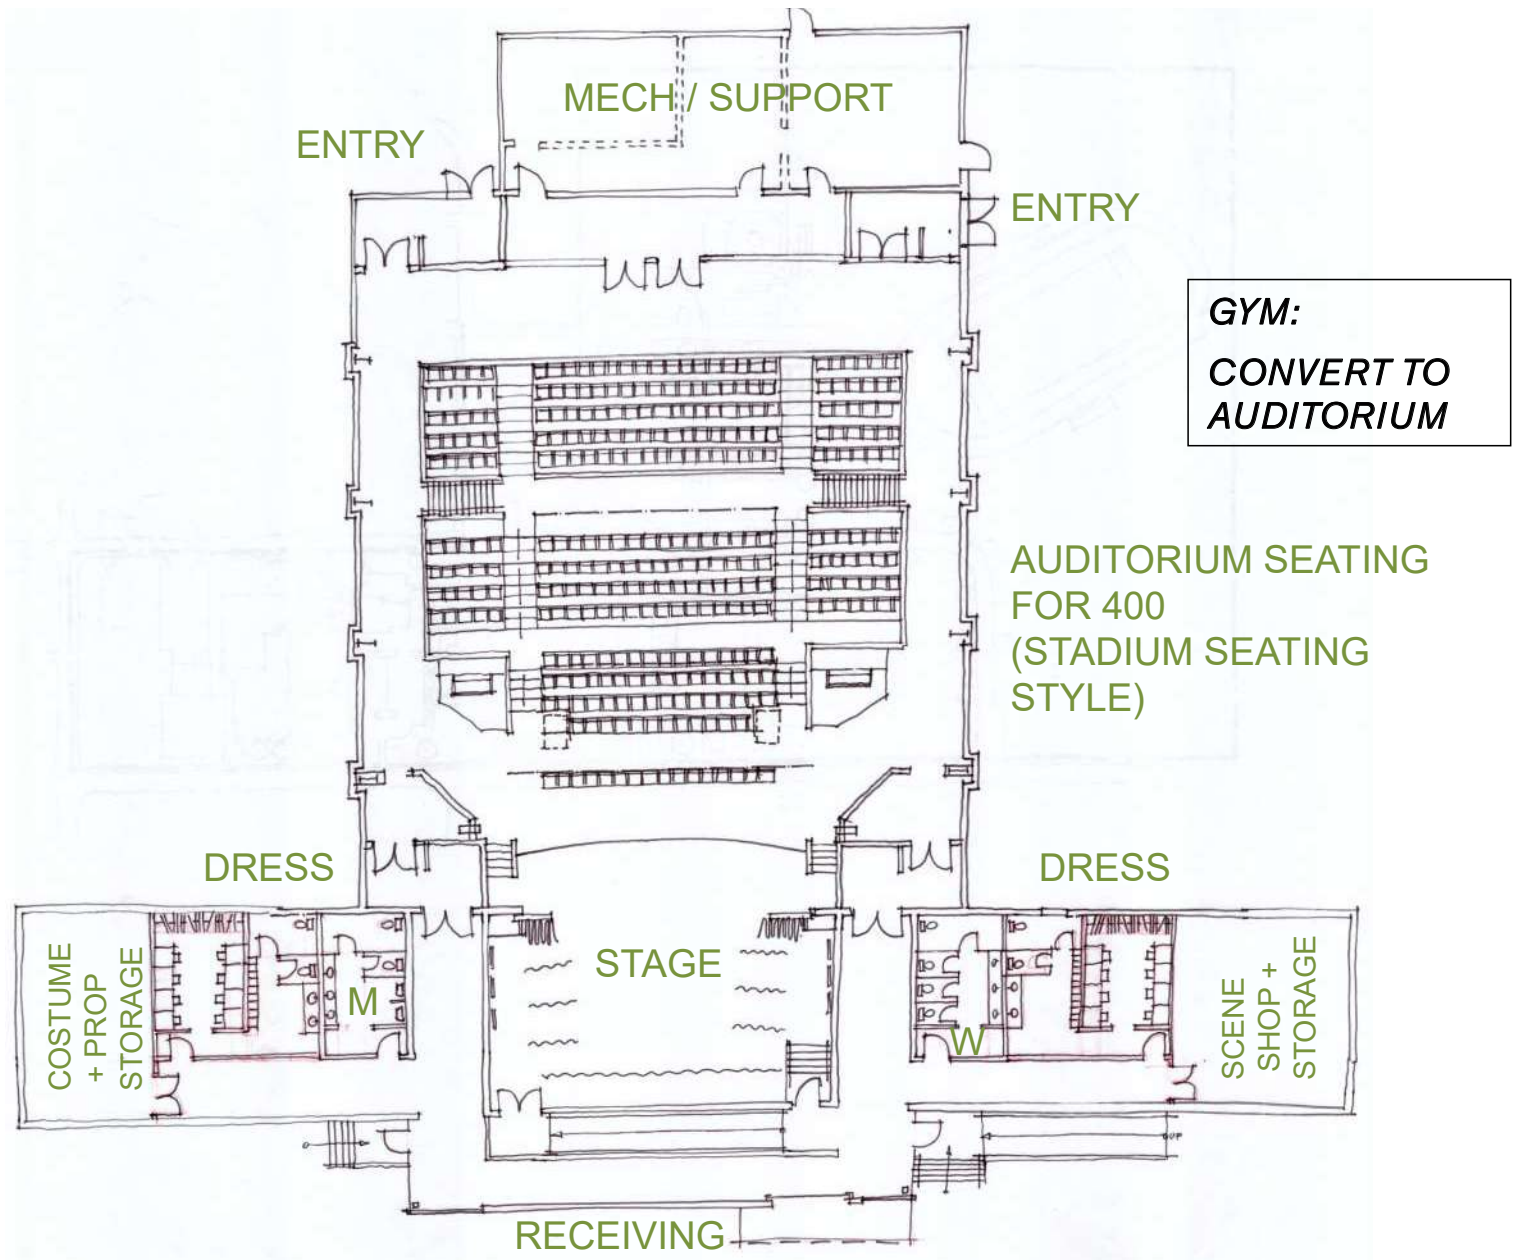 MECH / SUPPORT
ENTRY
ENTRY
GYM:
CONVERT TO
AUDITORIUM
AUDITORIUM SEATING
FOR 400
(STADIUM SEATING
STYLE)
DRESS
DRESS
COSTUME
+ PROP
STORAGE
M
STAGE
W
SCENE
SHOP +
STORAGE
UP
RECEIVING